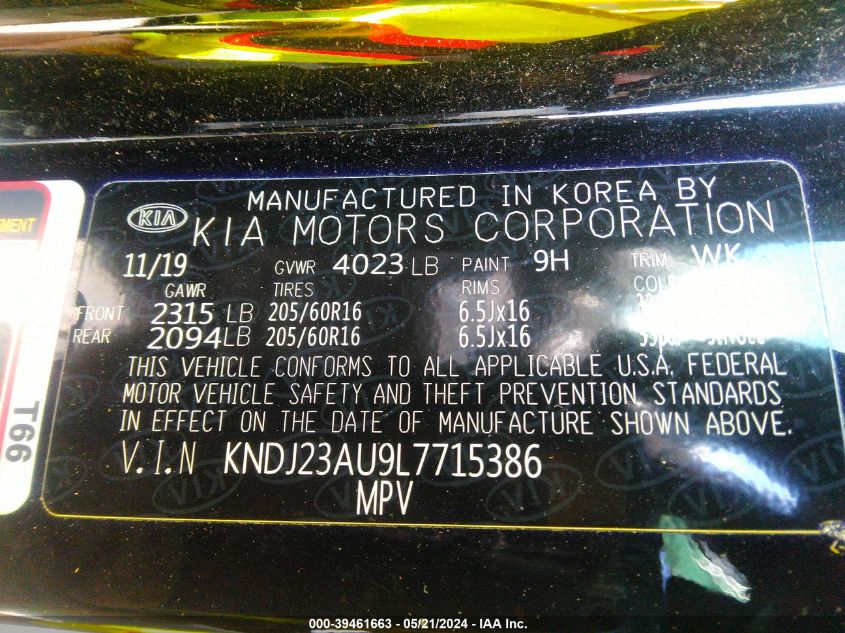 MANUFACTURED IN KOREA BY
KIA KIA MOTORS CORPORATION
11/19 GVWR 4023 LB PAINT 9H TRIM WK
GAWR TIRES RIMS
FRONT 2315 LB 205/60R16 6.5Jx16
REAR 2094 LB 205/60R16 6.5Jx16
THIS VEHICLE CONFORMS TO ALL APPLICABLE U.S.A. FEDERAL
MOTOR VEHICLE SAFETY AND THEFT PREVENTION STANDARDS
IN EFFECT ON THE DATE OF MANUFACTURE SHOWN ABOVE.
V.I.N KNDJ23AU9L7715386
MPV
T66
000-39461663 - 05/21/2024 - IAA Inc.